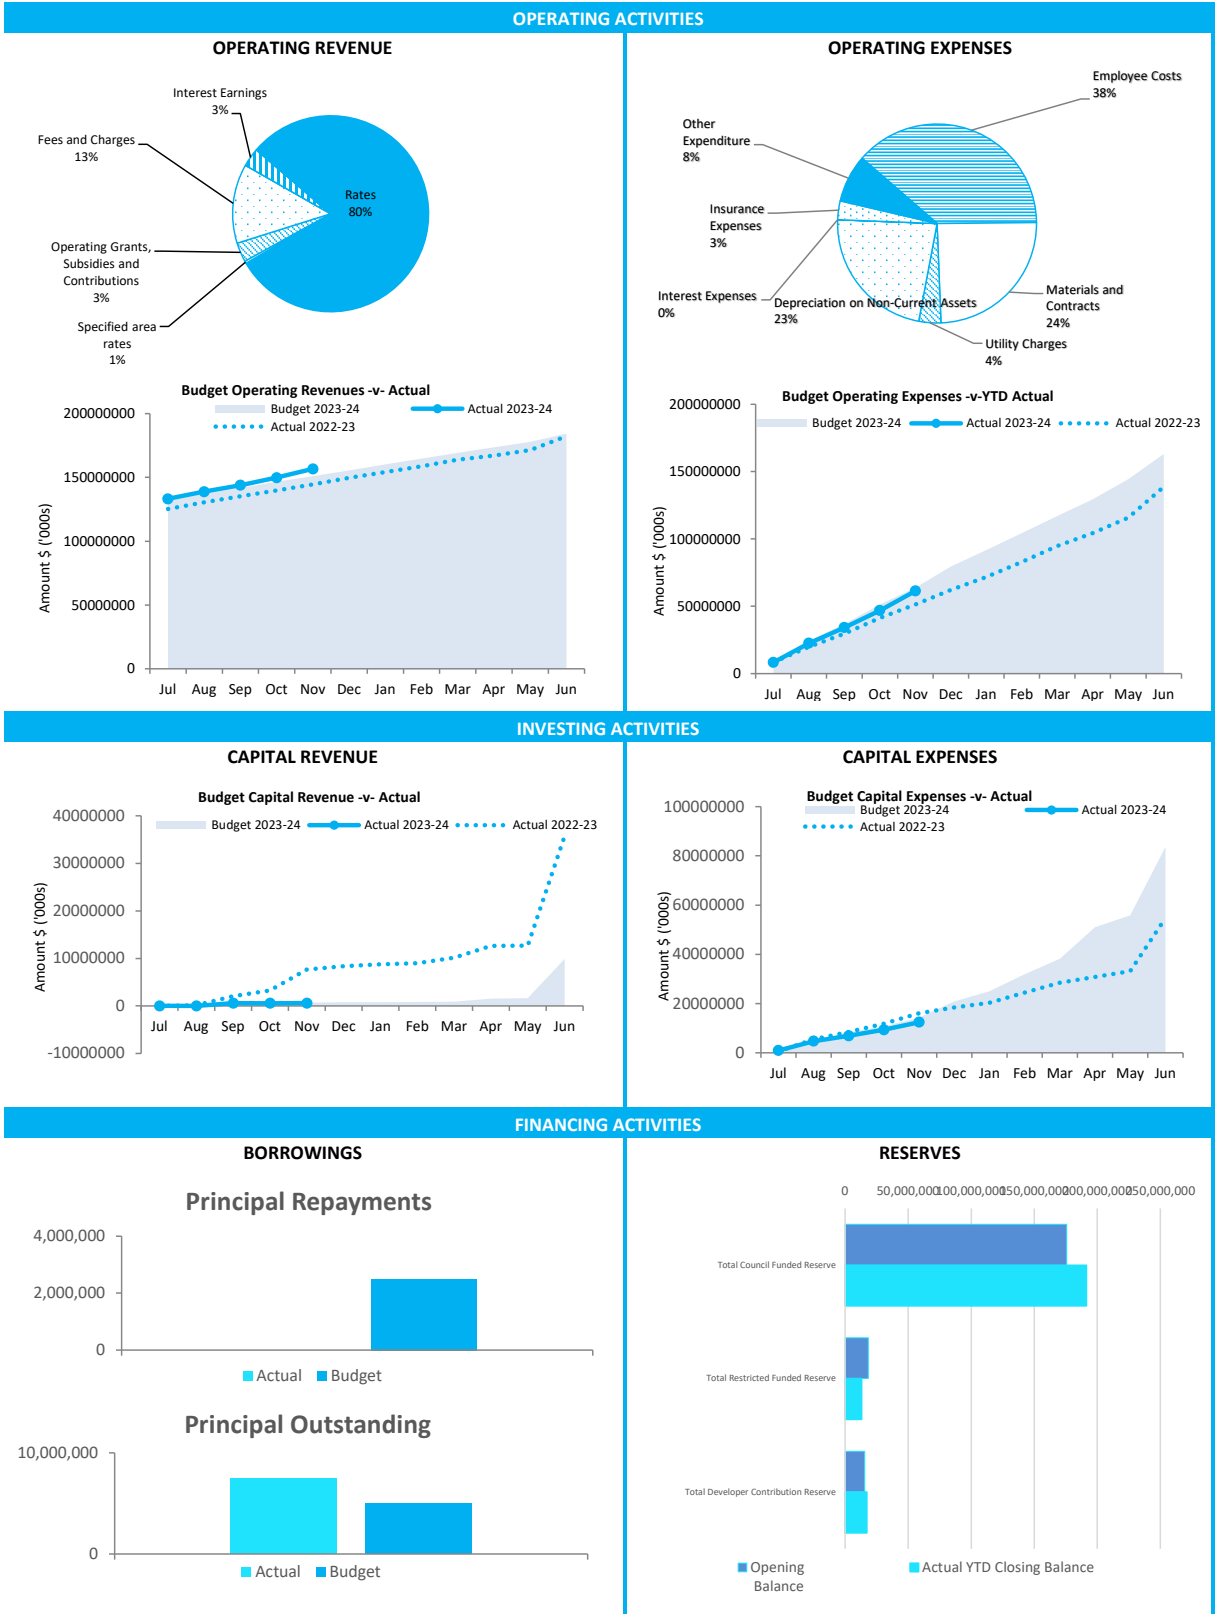 OPERATING ACTIVITIES
OPERATING REVENUE
Interest Earnings
3%
Fees and Charges
13%
Rates
80%
Operating Grants,
Subsidies and
Contributions
3%
Specified area
rates
1%
OPERATING EXPENSES
Employee Costs
38%
Other
Expenditure
8%
Insurance
Expenses
3%
Interest Expenses
0%
Depreciation on Non-Current Assets
23%
Materials and
Contracts
24%
Utility Charges
4%
Budget Operating Revenues -v- Actual
Budget 2023-24
Actual 2023-24
Actual 2022-23
Amount $ ('000s)
200000000
150000000
100000000
50000000
0
Jul Aug Sep Oct Nov Dec Jan Feb Mar Apr May Jun
Budget Operating Expenses -v-YTD Actual
Budget 2023-24 Actual 2023-24 Actual 2022-23
Amount $ ('000s)
200000000
150000000
100000000
50000000
0
Jul Aug Sep Oct Nov Dec Jan Feb Mar Apr May Jun
INVESTING ACTIVITIES
CAPITAL REVENUE
Budget Capital Revenue -v- Actual
Budget 2023-24 Actual 2023-24 Actual 2022-23
Amount $ ('000s)
40000000
30000000
20000000
10000000
0
-10000000
Jul Aug Sep Oct Nov Dec Jan Feb Mar Apr May Jun
CAPITAL EXPENSES
Budget Capital Expenses -v- Actual
Budget 2023-24
Actual 2023-24
Actual 2022-23
Amount $ ('000s)
100000000
80000000
60000000
40000000
20000000
0
Jul Aug Sep Oct Nov Dec Jan Feb Mar Apr May Jun
FINANCING ACTIVITIES
BORROWINGS
Principal Repayments
4,000,000
2,000,000
0
Actual Budget
Principal Outstanding
10,000,000
0
Actual Budget
RESERVES
0 50,000,000 100,000,000 150,000,000 200,000,000 250,000,000
Total Council Funded Reserve
Total Restricted Funded Reserve
Total Developer Contribution Reserve
Opening
Balance
Actual YTD Closing Balance